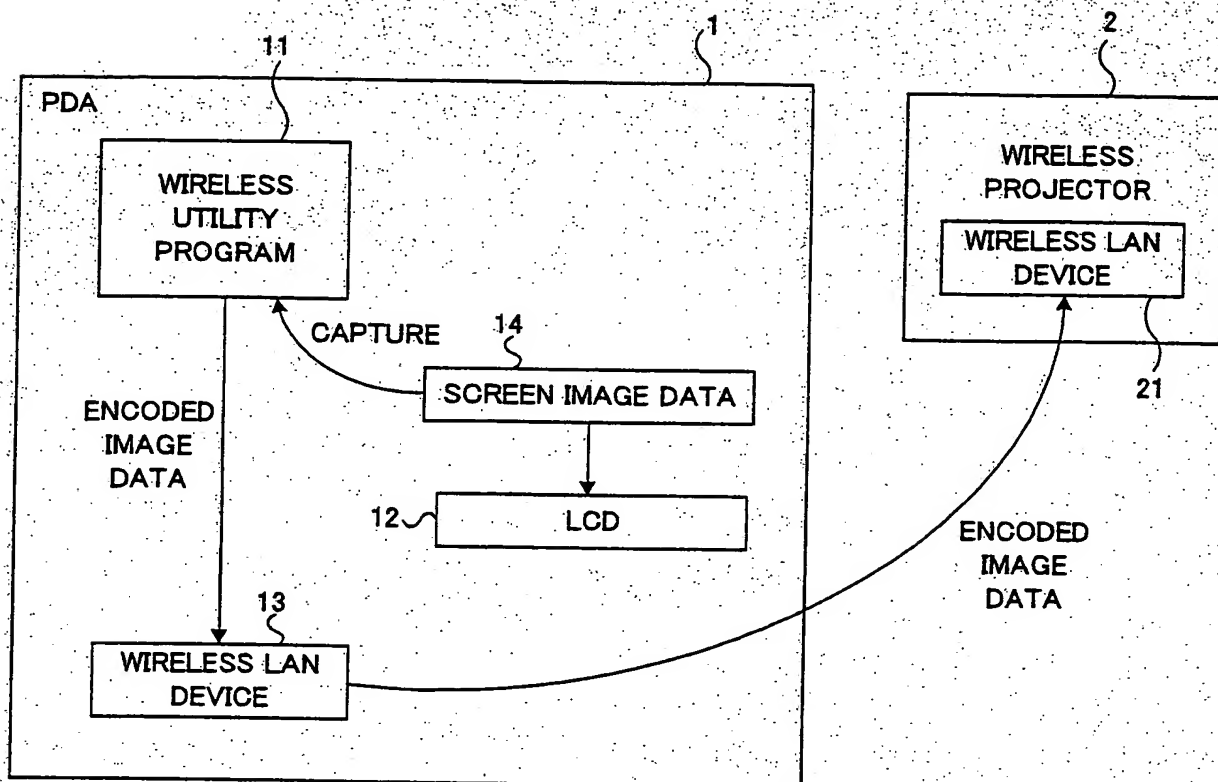 1
2
11
PDA
WIRELESS
UTILITY
PROGRAM
WIRELESS
PROJECTOR
WIRELESS LAN
DEVICE
21
CAPTURE
14
SCREEN IMAGE DATA
ENCODED
IMAGE
DATA
12
LCD
ENCODED
IMAGE
DATA
13
WIRELESS LAN
DEVICE